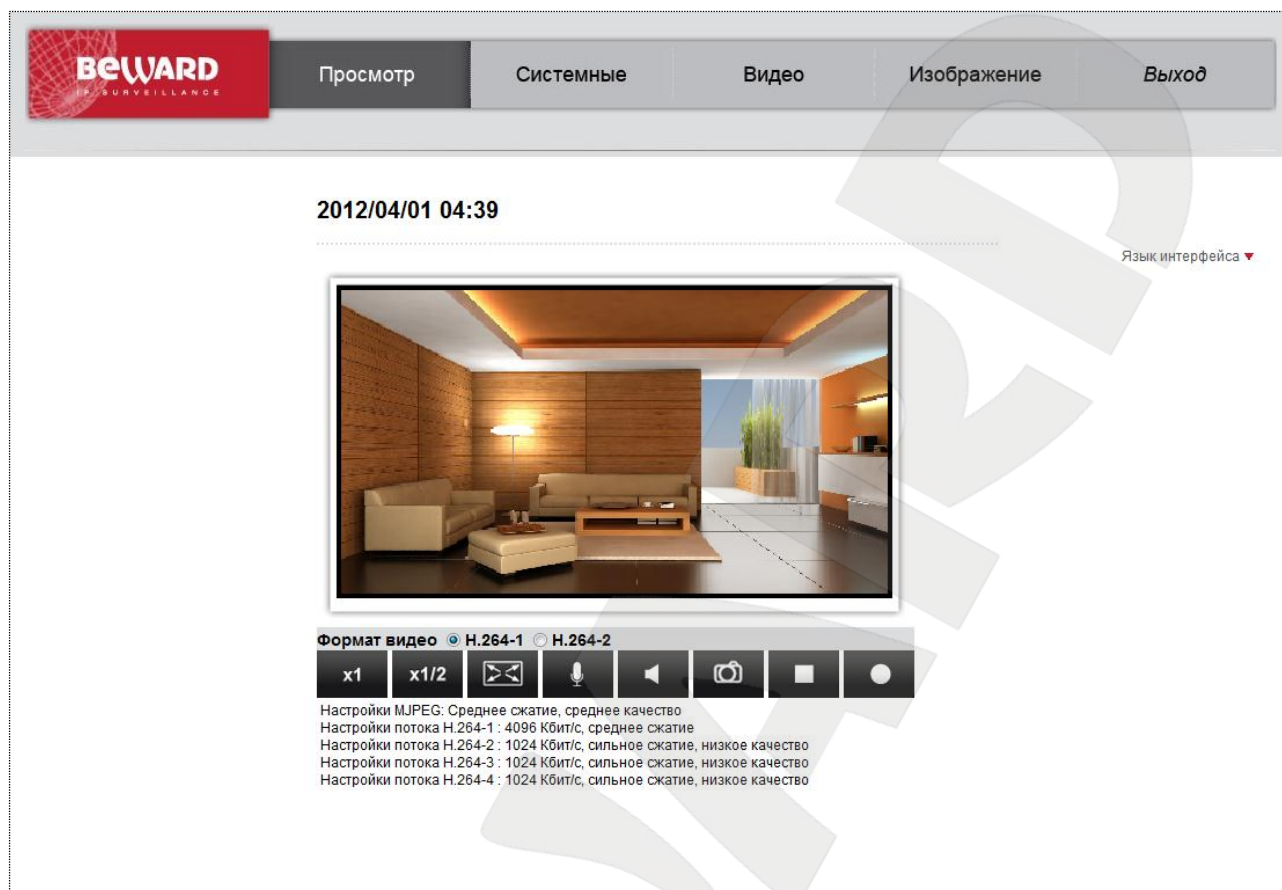 BEWARD
IP SURVEILLANCE
Просмотр
Системные
Видео
Изображение
Выход
2012/04/01 04:39
Язык интерфейса
Формат видео H.264-1 H.264-2
x1 x1/2
Настройки MJPEG: Среднее сжатие, среднее качество
Настройки потока H.264-1 : 4096 Кбит/с, среднее сжатие
Настройки потока H.264-2 : 1024 Кбит/с, сильное сжатие, низкое качество
Настройки потока H.264-3 : 1024 Кбит/с, сильное сжатие, низкое качество
Настройки потока H.264-4 : 1024 Кбит/с, сильное сжатие, низкое качество